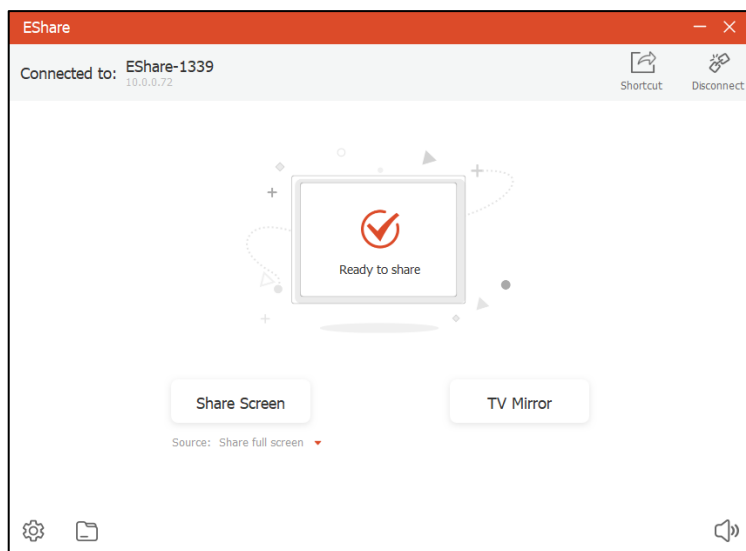 EShare
Connected to: EShare-1339
10.0.0.72
Shortcut
Disconnect
Ready to share
Share Screen
TV Mirror
Source: Share full screen